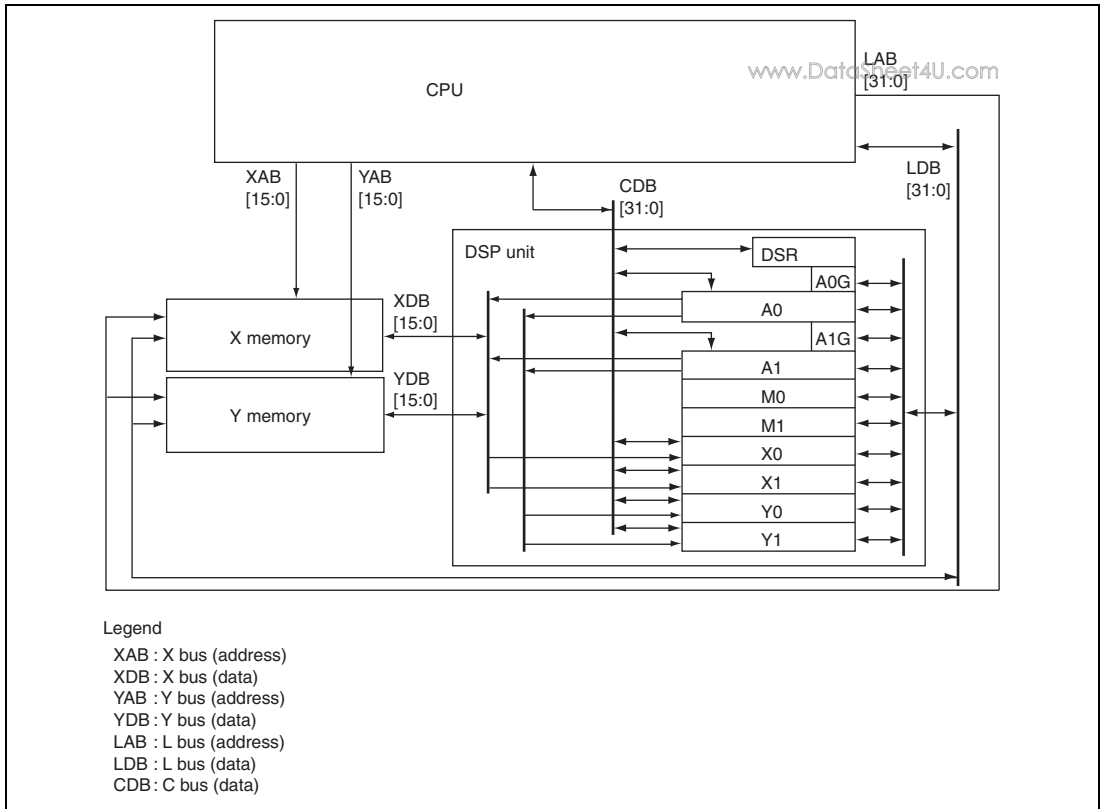 www.DataSheet4U.com
LAB
[31:0]
CPU
XAB
[15:0]
YAB
[15:0]
CDB
[31:0]
LDB
[31:0]
DSP unit
DSR
A0G
A0
A1G
A1
M0
M1
X0
X1
Y0
Y1
XDB
[15:0]
X memory
YDB
[15:0]
Y memory
Legend
XAB : X bus (address)
XDB : X bus (data)
YAB : Y bus (address)
YDB : Y bus (data)
LAB : L bus (address)
LDB : L bus (data)
CDB : C bus (data)